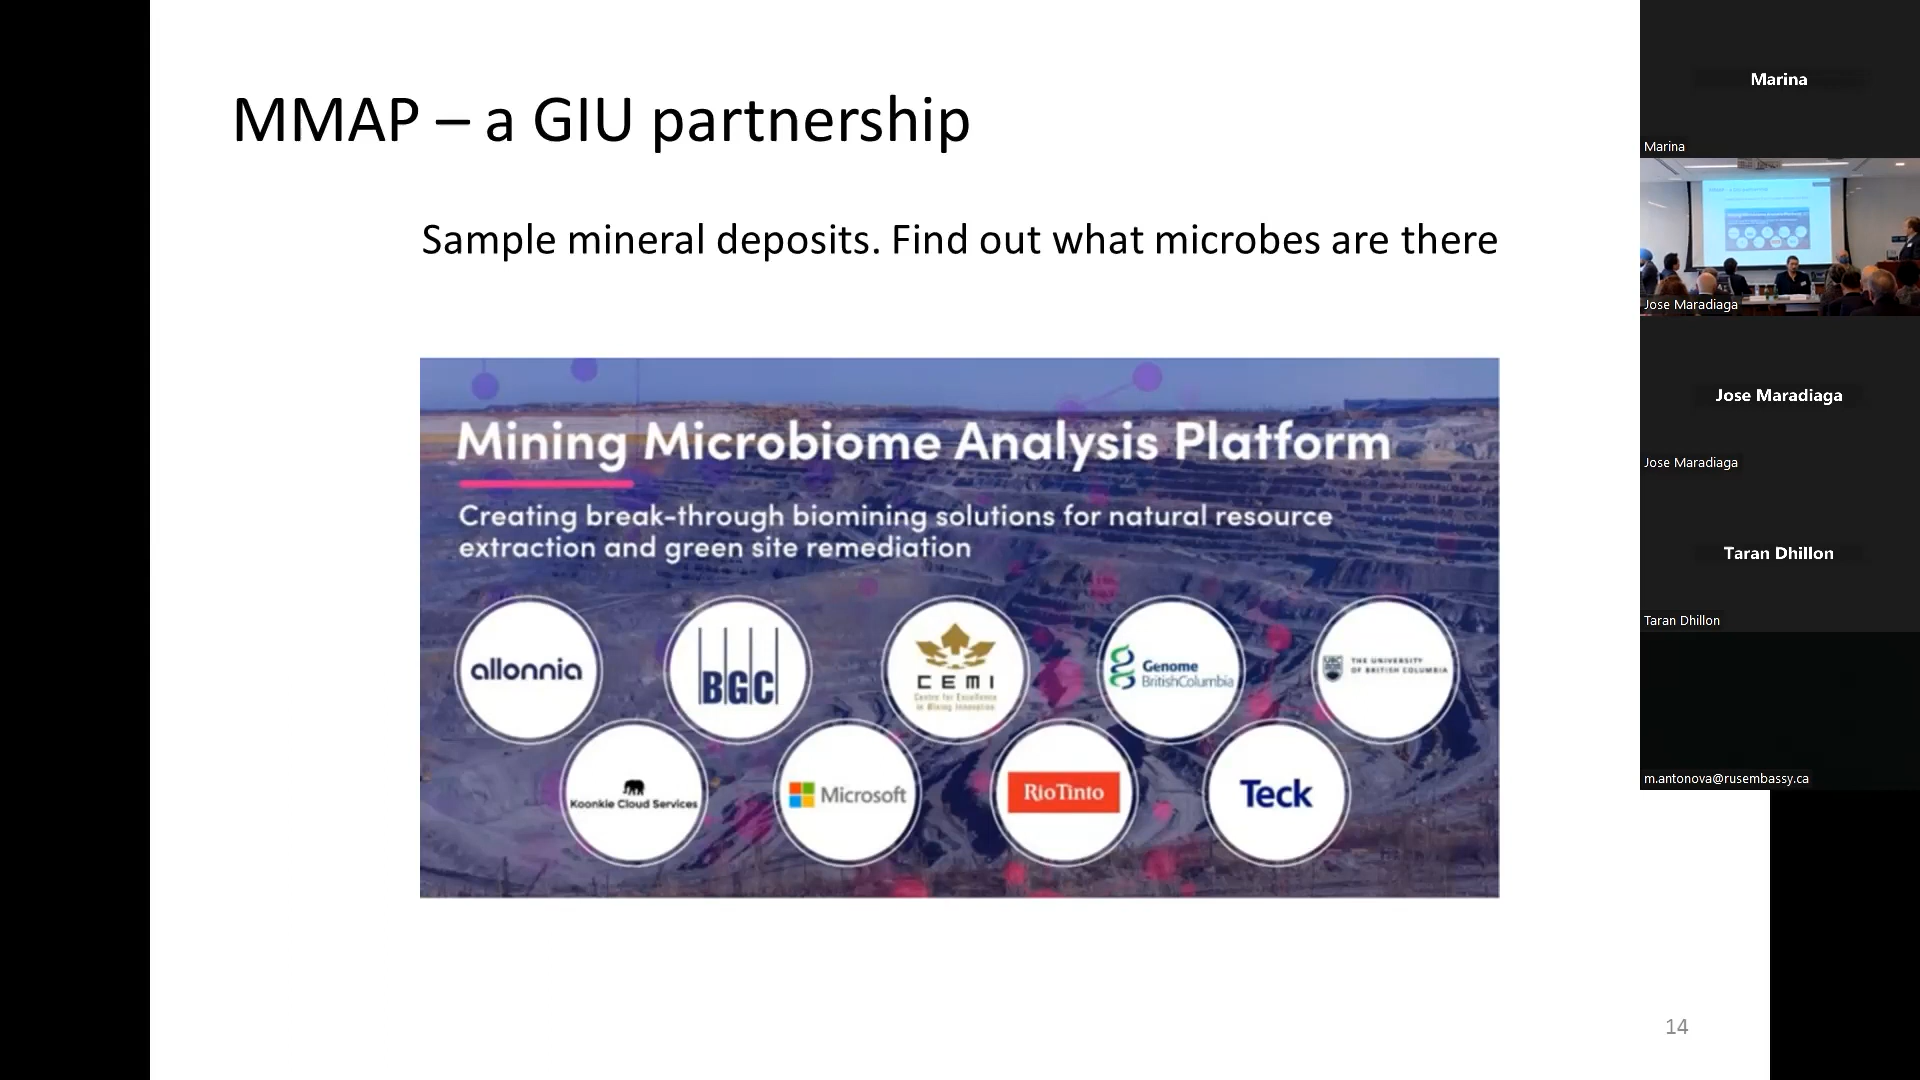 MMAP – a GIU partnership
Sample mineral deposits. Find out what microbes are there
Mining Microbiome Analysis Platform
Creating break-through biomining solutions for natural resource
extraction and green site remediation
allonnia
BGC
CEMI
Centre for Excellence
in Mining Innovation
Genome
BritishColumbia
UBC
THE UNIVERSITY
OF BRITISH COLUMBIA
Koonkie Cloud Services
Microsoft
RioTinto
Teck
14
Marina
Marina
Jose Maradiaga
Jose Maradiaga
Jose Maradiaga
Taran Dhillon
Taran Dhillon
m.antonova@rusembassy.ca